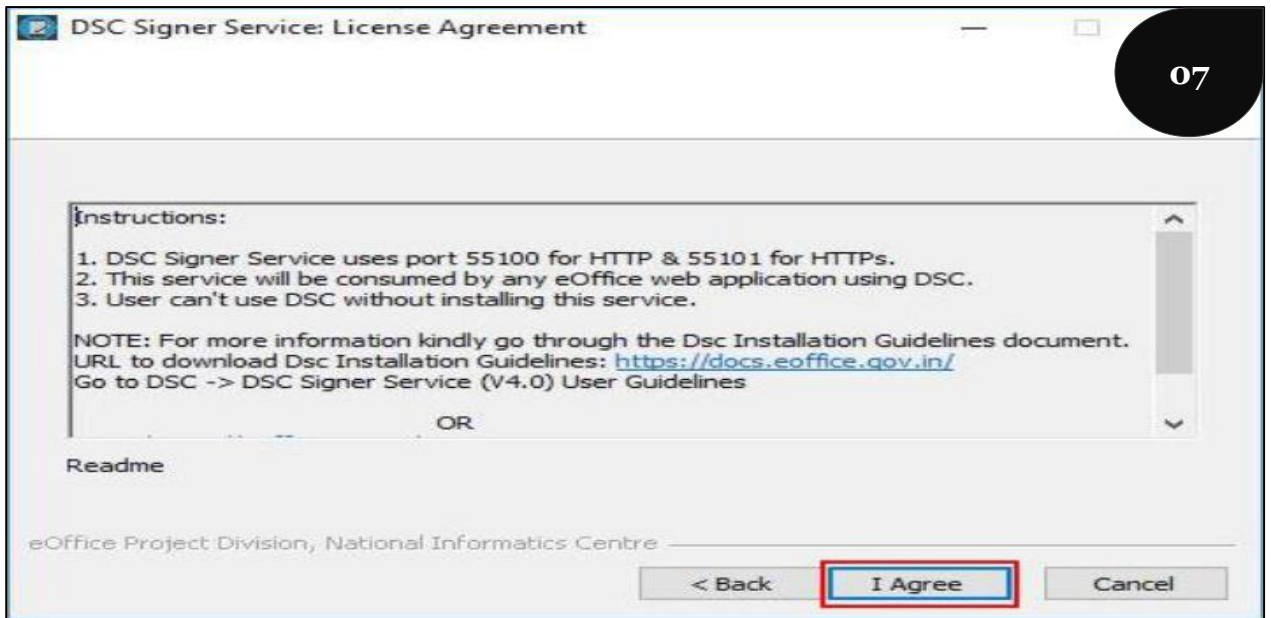 DSC Signer Service: License Agreement
07
Instructions:
1. DSC Signer Service uses port 55100 for HTTP & 55101 for HTTPs.
2. This service will be consumed by any eOffice web application using DSC.
3. User can't use DSC without installing this service.
NOTE: For more information kindly go through the Dsc Installation Guidelines document.
URL to download Dsc Installation Guidelines: https://docs.eoffice.gov.in/
Go to DSC -> DSC Signer Service (V4.0) User Guidelines
OR
Readme
eOffice Project Division, National Informatics Centre
< Back
I Agree
Cancel